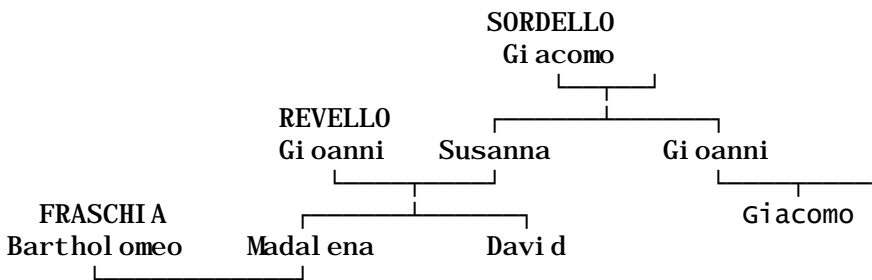 SORDELLO
Giacomo
REVELLO
Gioanni Susanna Gioanni
FRASCHIA Giacomo
Bartholomeo Madalena David